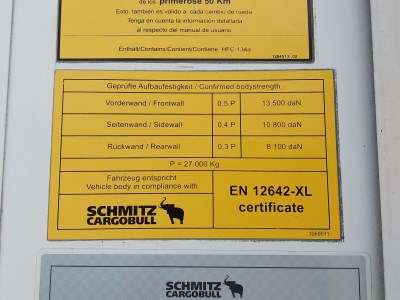 de los primeros 50 Km
Esto también es válido a cada cambio de rueda
Tenga en cuenta la información detallada
al respecto del manual de usuario.
Enthält/Contains/Contient/Contiene HFC 134a
1064513 02
Geprüfte Aufbaufestigkeit / Confirmed bodystrength
Vorderwand / Frontwall 0,5 P 13.500 daN
Seitenwand / Sidewall 0,4 P 10.800 daN
Rückwand / Rearwall 0,3 P 8.100 daN
P = 27.000 Kg
Fahrzeug entspricht
Vehicle body in compliance with
SCHMITZ
CARGOBULL
EN 12642-XL
certificate
1069011
SCHMITZ
CARGOBULL